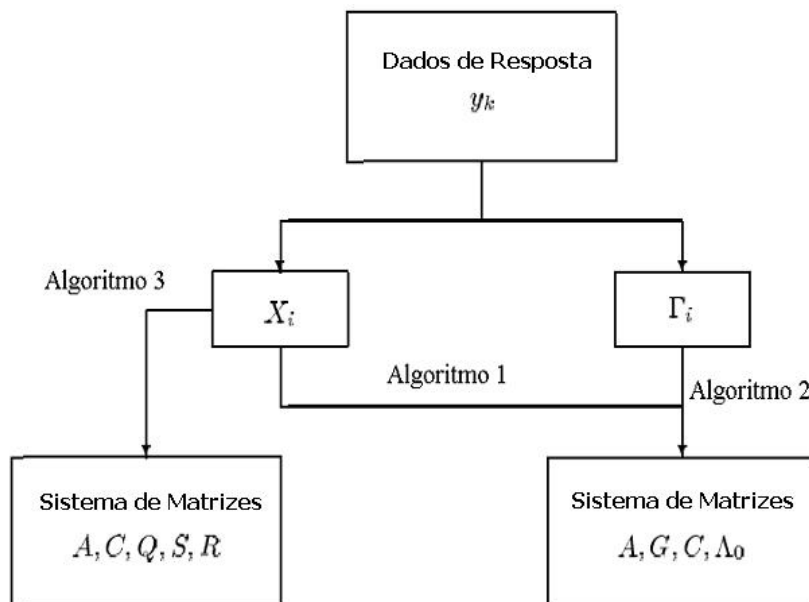 Dados de Resposta
y_k
Algoritmo 3
X_i
Γ_i
Algoritmo 1
Algoritmo 2
Sistema de Matrizes
A, C, Q, S, R
Sistema de Matrizes
A, G, C, Λ_0